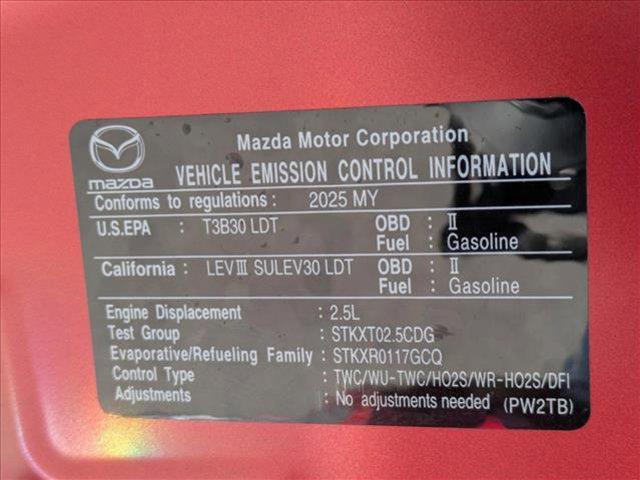 Mazda Motor Corporation
mazda
VEHICLE EMISSION CONTROL INFORMATION
Conforms to regulations : 2025 MY
U.S.EPA : T3B30 LDT OBD : Ⅱ
Fuel : Gasoline
California : LEVⅢ SULEV30 LDT OBD : Ⅱ
Fuel : Gasoline
Engine Displacement : 2.5L
Test Group : STKXT02.5CDG
Evaporative/Refueling Family : STKXR0117GCQ
Control Type : TWC/WU-TWC/HO2S/WR-HO2S/DFI
Adjustments : No adjustments needed (PW2TB)